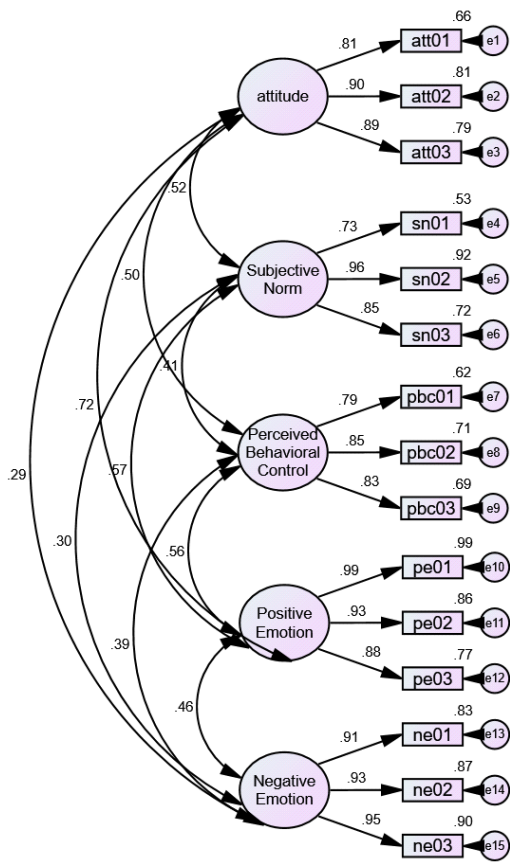 .66
.81
att01
e1
.81
attitude
.90
att02
e2
.79
.89
att03
e3
.52
.53
.73
sn01
e4
.92
Subjective
Norm
.96
sn02
e5
.50
.72
.85
sn03
e6
.41
.62
.79
pbc01
e7
.72
.71
Perceived
Behavioral
Control
.85
pbc02
e8
.29
.57
.69
.83
pbc03
e9
.30
.56
.99
.99
pe01
e10
.86
Positive
Emotion
.93
pe02
e11
.39
.77
.88
pe03
e12
.46
.83
.91
ne01
e13
.87
Negative
Emotion
.93
ne02
e14
.90
.95
ne03
e15